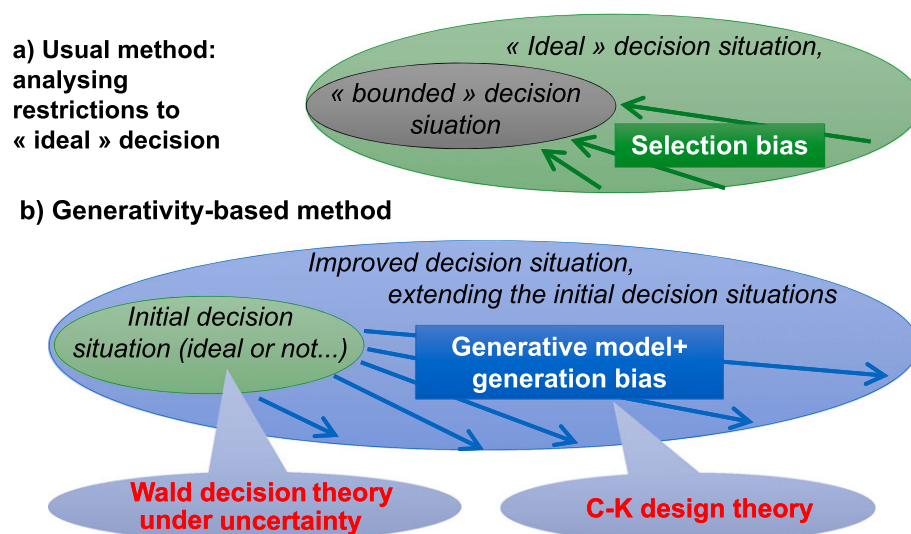 a) Usual method:
analysing
restrictions to
« ideal » decision
« Ideal » decision situation,
« bounded » decision
siuation
Selection bias
b) Generativity-based method
Improved decision situation,
extending the initial decision situations
Initial decision
situation (ideal or not...)
Generative model+
generation bias
Wald decision theory
under uncertainty
C-K design theory